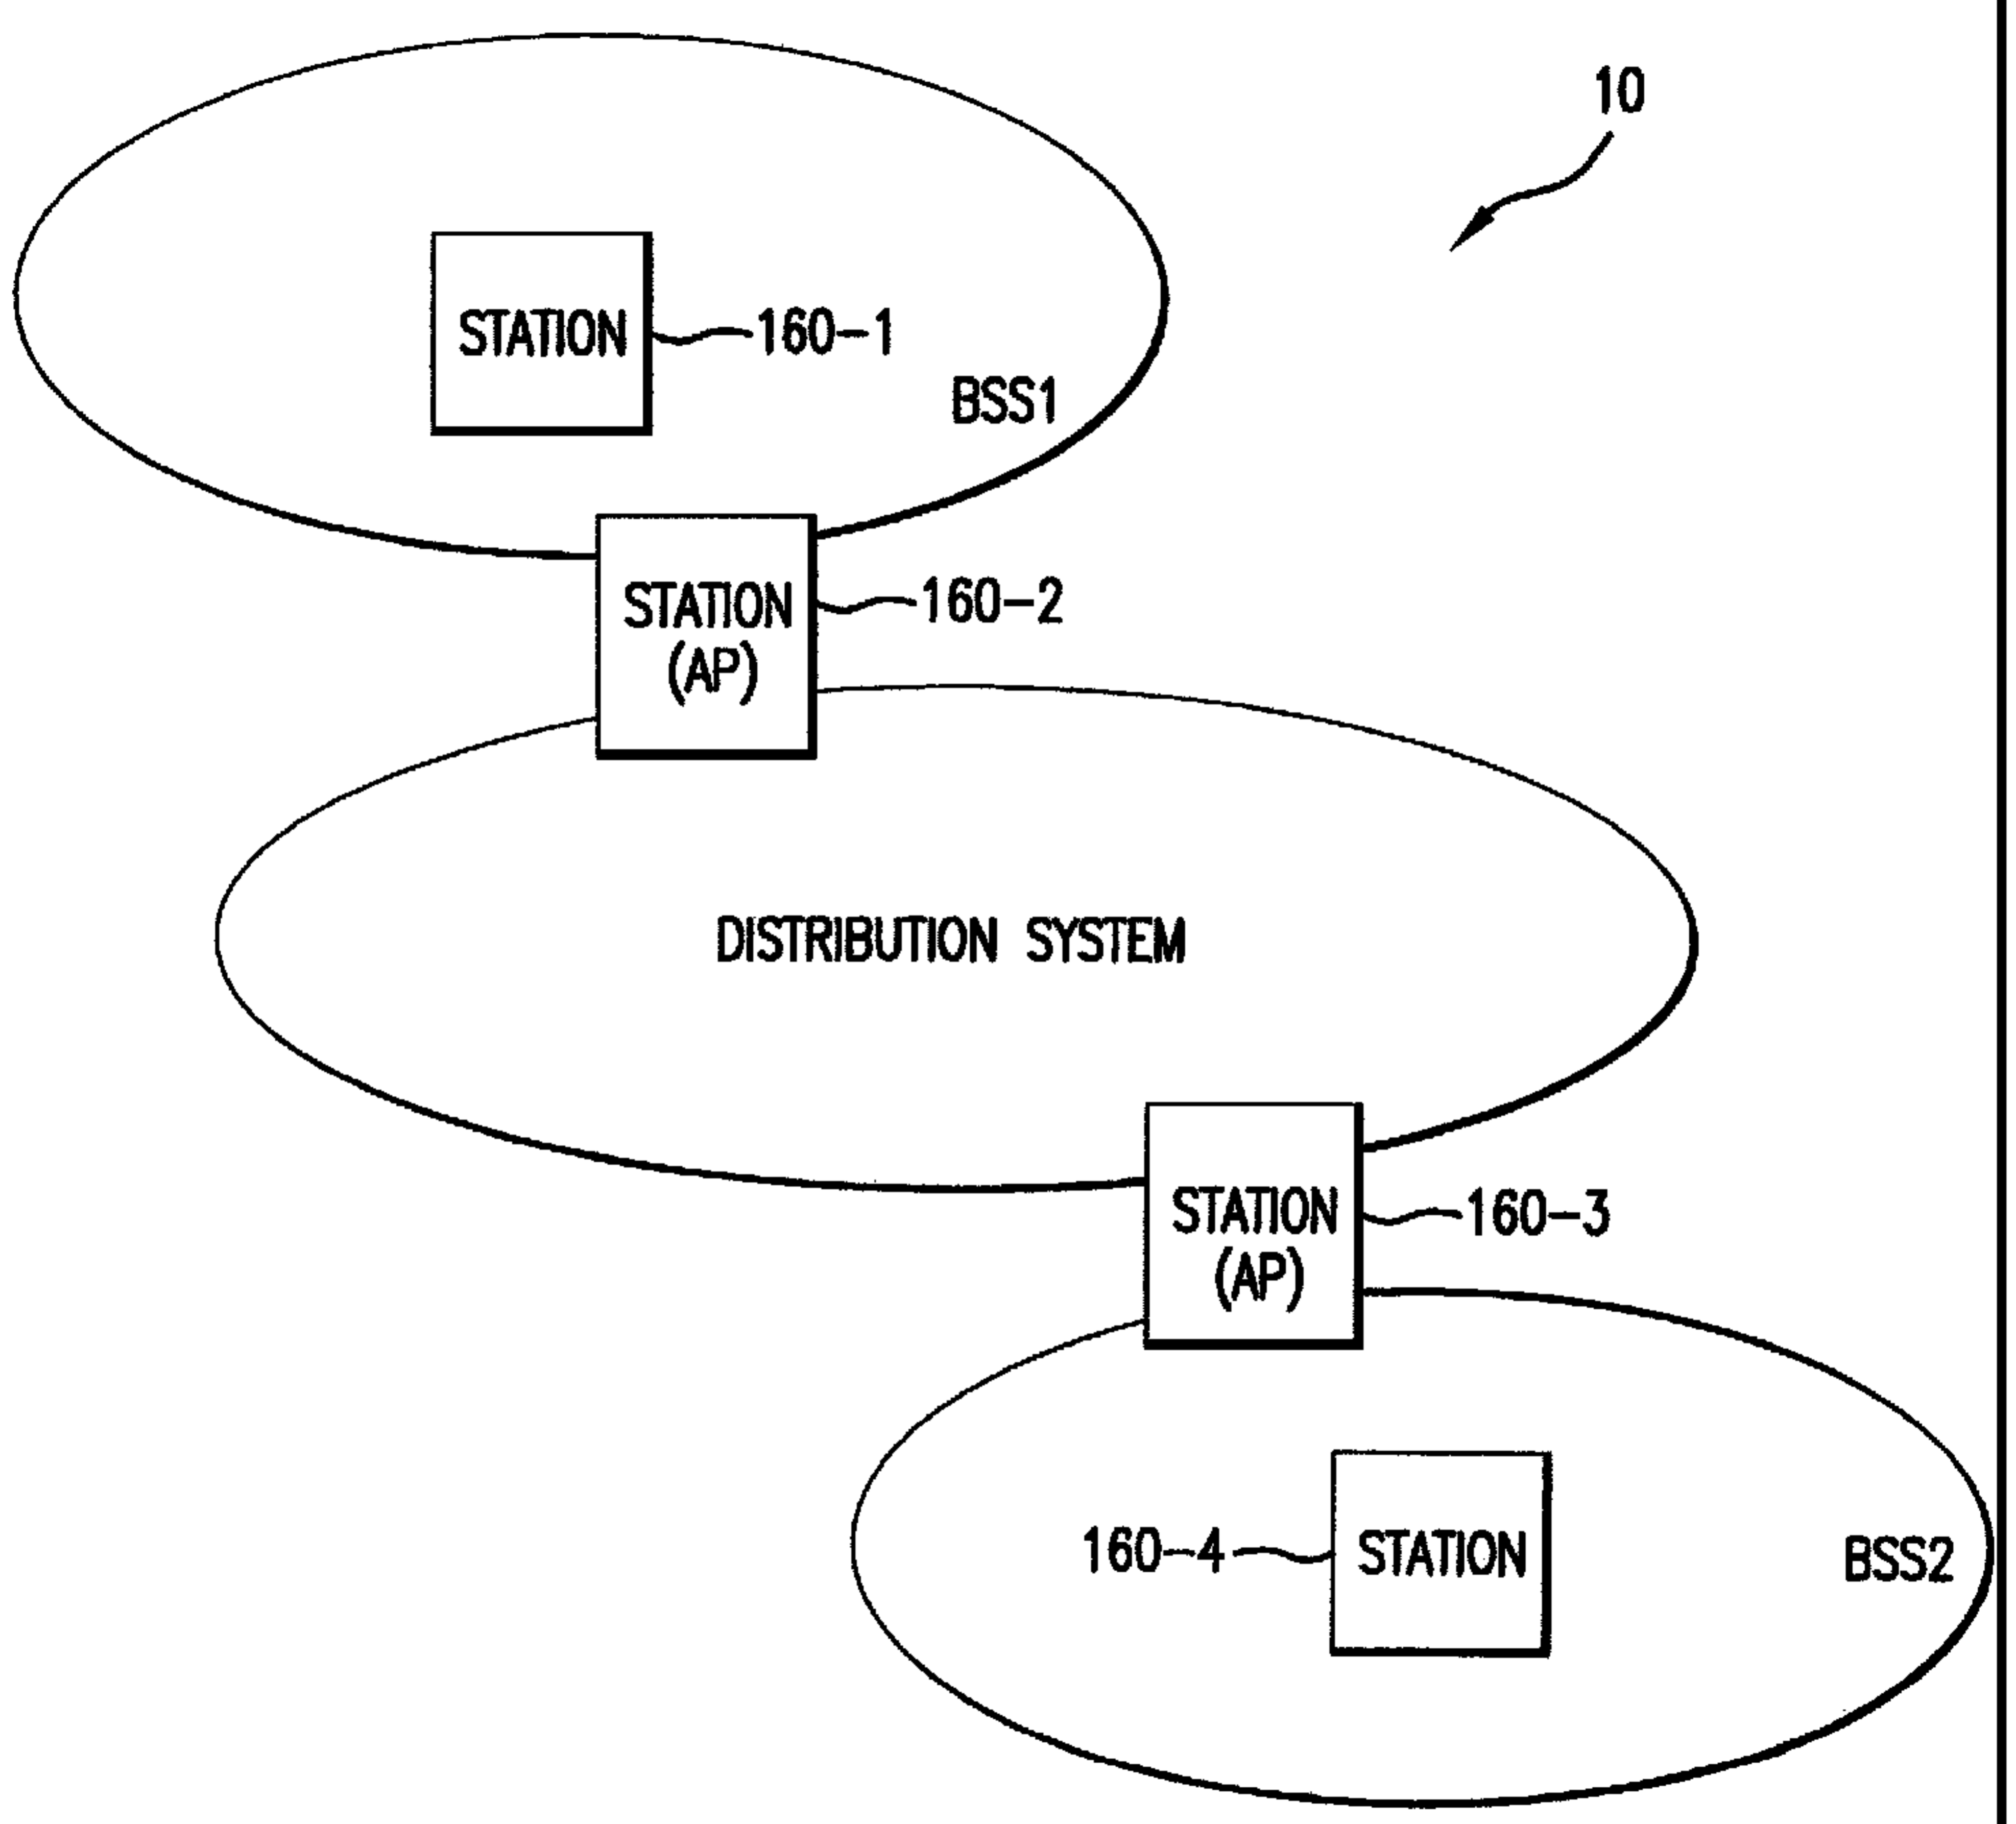 10
STATION
160-1
BSS1
STATION
(AP)
160-2
DISTRIBUTION SYSTEM
STATION
(AP)
160-3
160-4
STATION
BSS2